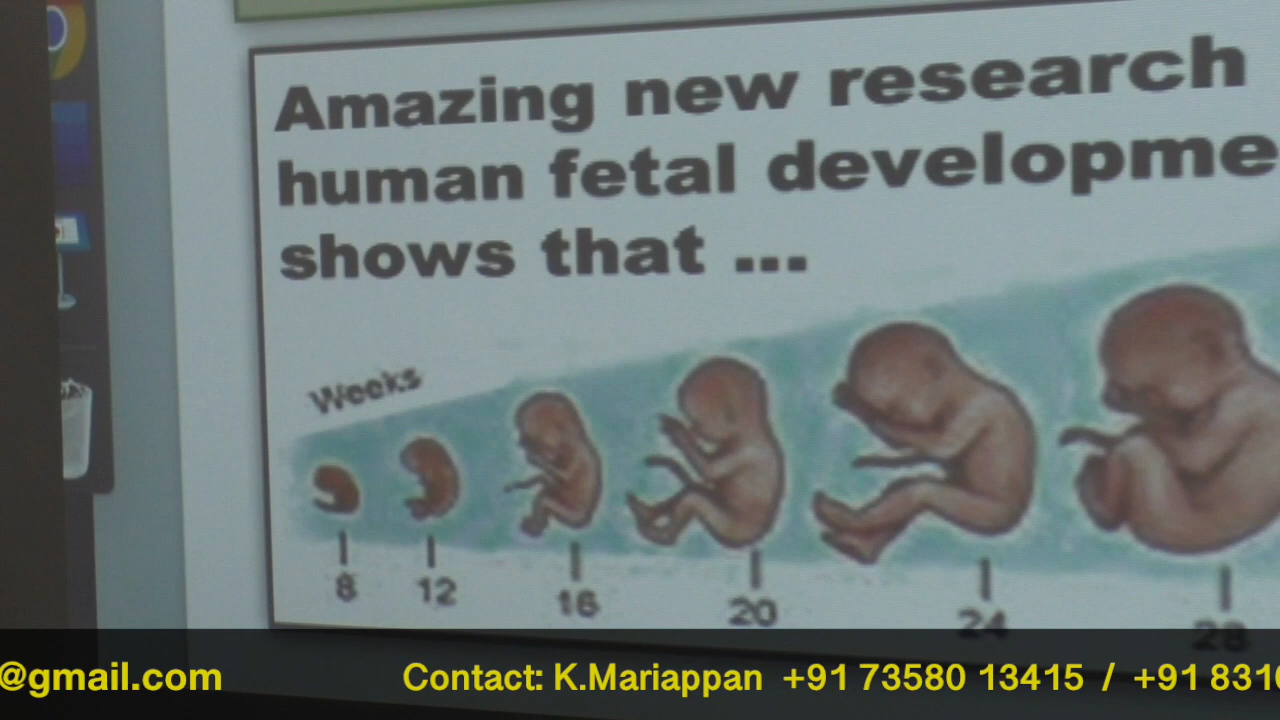 Amazing new research
human fetal developme
shows that ...
Weeks
8 12 16 20 24 28
@gmail.com Contact: K.Mariappan +91 73580 13415 / +91 8310